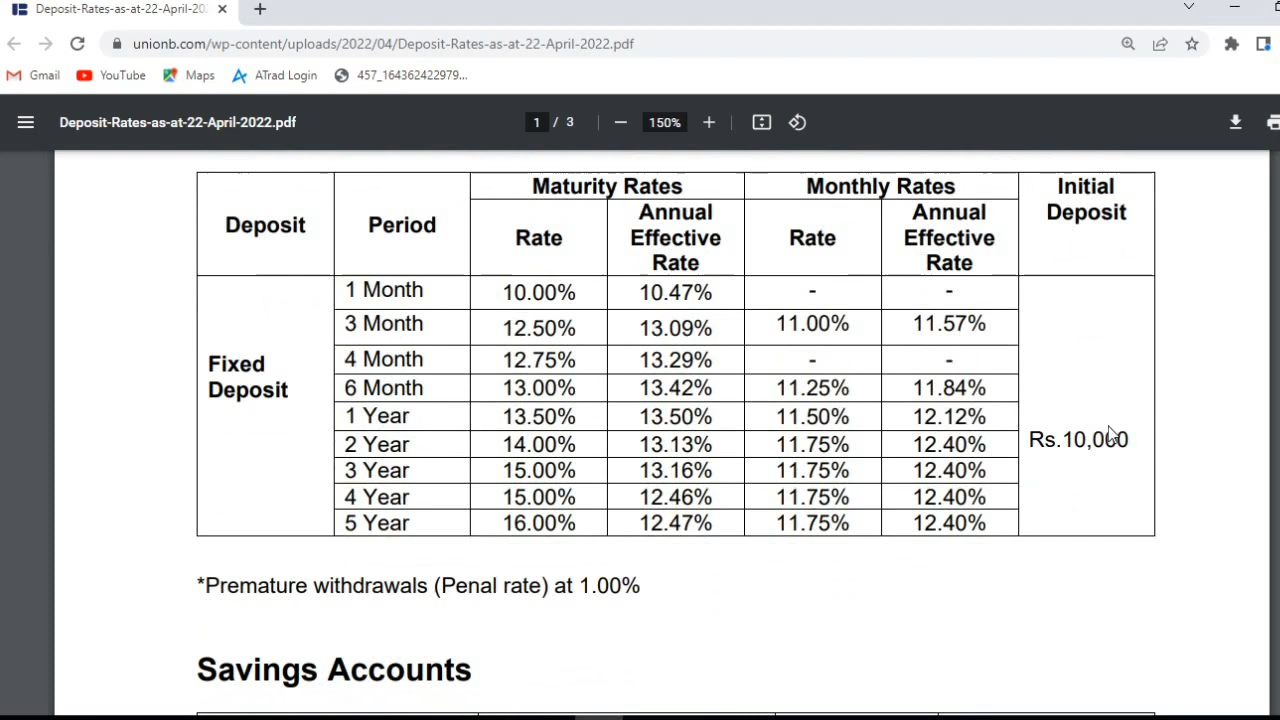 Deposit-Rates-as-at-22-April-20
unionb.com/wp-content/uploads/2022/04/Deposit-Rates-as-at-22-April-2022.pdf
Gmail YouTube Maps ATrad Login 457_164362422979...
Deposit-Rates-as-at-22-April-2022.pdf 1 / 3 150%
Deposit Period Maturity Rates Monthly Rates Initial Deposit
Rate Annual Effective Rate Rate Annual Effective Rate
Fixed Deposit
1 Month 10.00% 10.47% - -
3 Month 12.50% 13.09% 11.00% 11.57%
4 Month 12.75% 13.29% - -
6 Month 13.00% 13.42% 11.25% 11.84%
1 Year 13.50% 13.50% 11.50% 12.12%
2 Year 14.00% 13.13% 11.75% 12.40% Rs.10,000
3 Year 15.00% 13.16% 11.75% 12.40%
4 Year 15.00% 12.46% 11.75% 12.40%
5 Year 16.00% 12.47% 11.75% 12.40%
*Premature withdrawals (Penal rate) at 1.00%
Savings Accounts